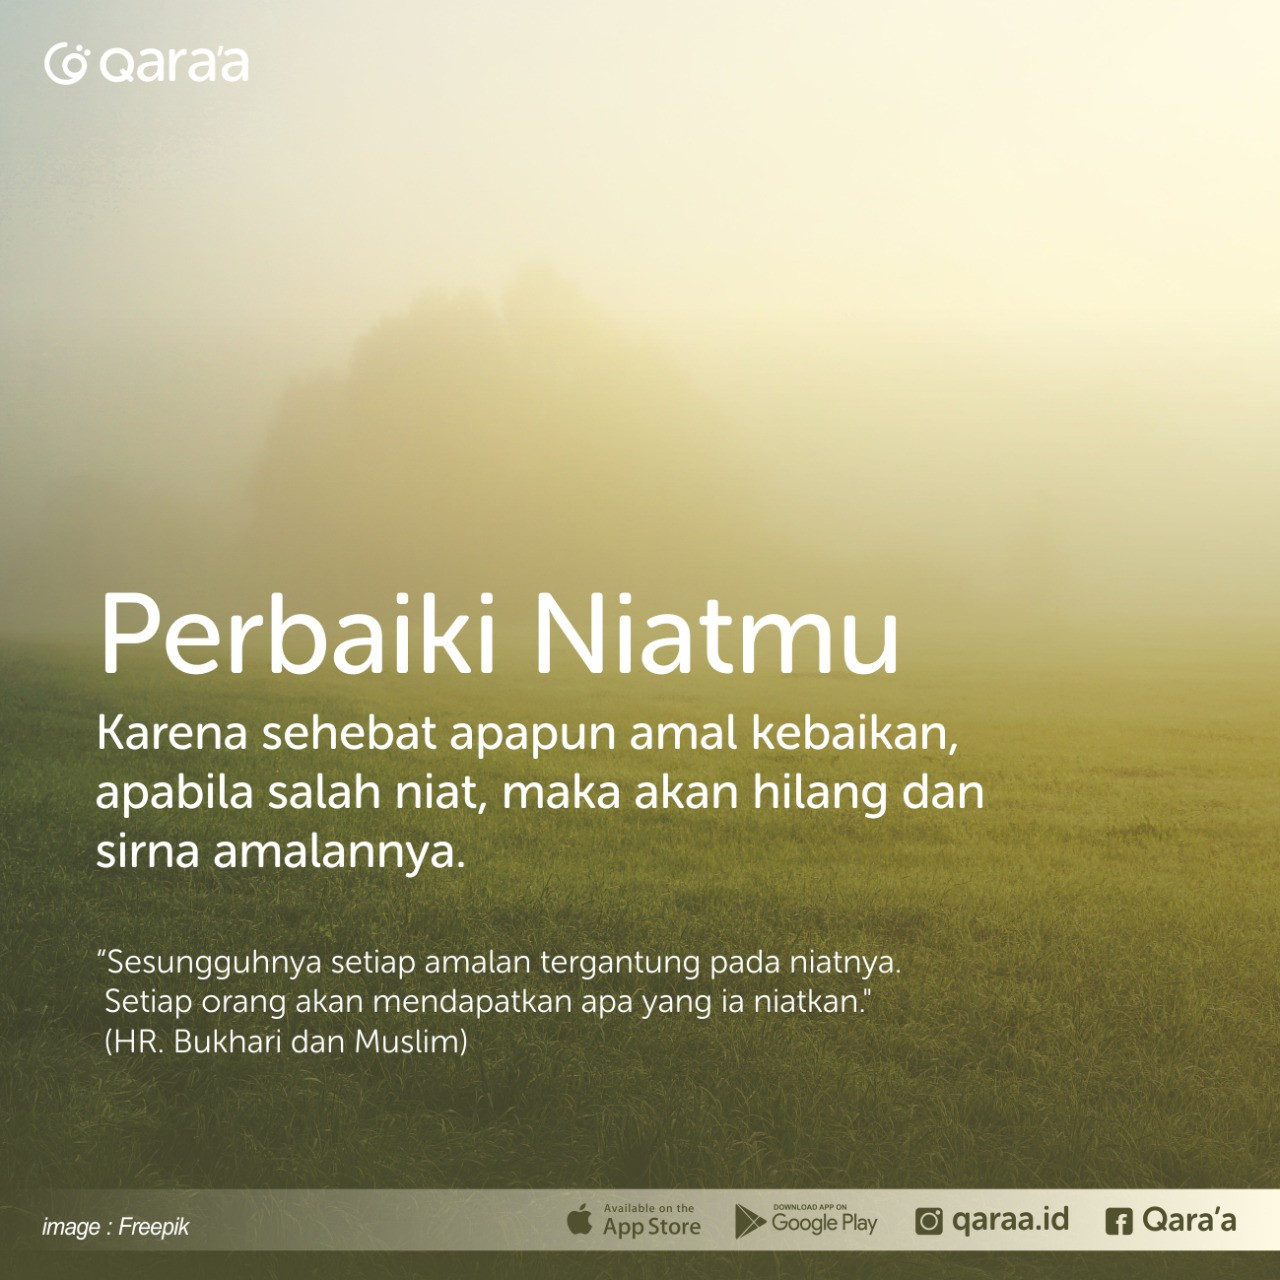 Qara'a
Perbaiki Niatmu
Karena sehebat apapun amal kebaikan,
apabila salah niat, maka akan hilang dan
sirna amalannya.
“Sesungguhnya setiap amalan tergantung pada niatnya.
Setiap orang akan mendapatkan apa yang ia niatkan."
(HR. Bukhari dan Muslim)
image : Freepik
Available on the
App Store
DOWNLOAD APP ON
Google Play
qaraa.id
Qara’a